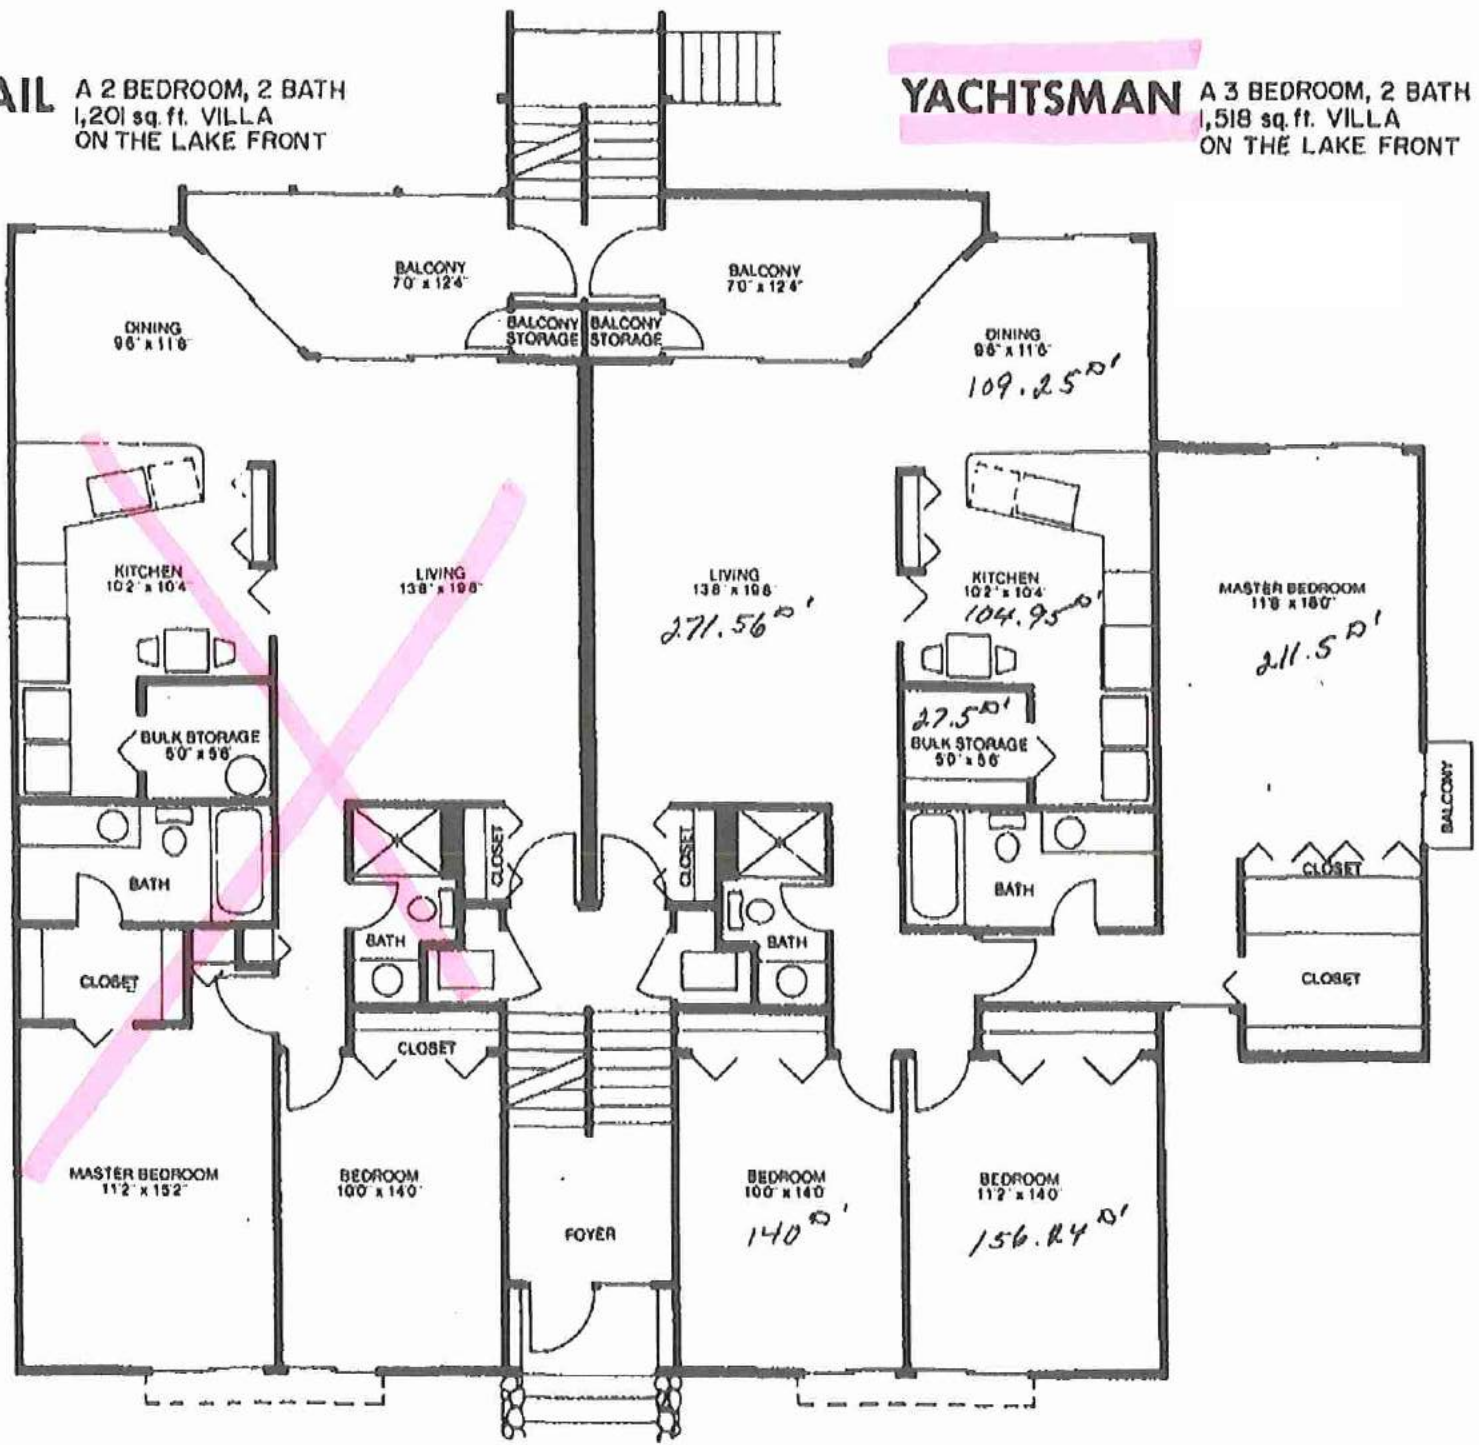 AIL
A 2 BEDROOM, 2 BATH
1,201 sq. ft. VILLA
ON THE LAKE FRONT
YACHTSMAN
A 3 BEDROOM, 2 BATH
1,518 sq. ft. VILLA
ON THE LAKE FRONT
BALCONY
7'0" x 12'4"
BALCONY
7'0" x 12'4"
BALCONY
STORAGE
BALCONY
STORAGE
DINING
9'6" x 11'6"
DINING
9'6" x 11'6"
109.25
KITCHEN
10'2" x 10'4"
LIVING
13'8" x 19'8"
LIVING
13'8" x 19'8"
271.56
KITCHEN
10'2" x 10'4"
104.95
MASTER BEDROOM
11'8 x 18'0"
211.5
BULK STORAGE
5'0" x 5'6"
27.5
BULK STORAGE
5'0" x 5'6"
BALCONY
BATH
CLOSET
CLOSET
BATH
CLOSET
BATH
BATH
CLOSET
CLOSET
CLOSET
MASTER BEDROOM
11'2" x 15'2"
BEDROOM
10'0" x 14'0"
FOYER
BEDROOM
10'0" x 14'0
140
BEDROOM
11'2" x 14'0"
156.24